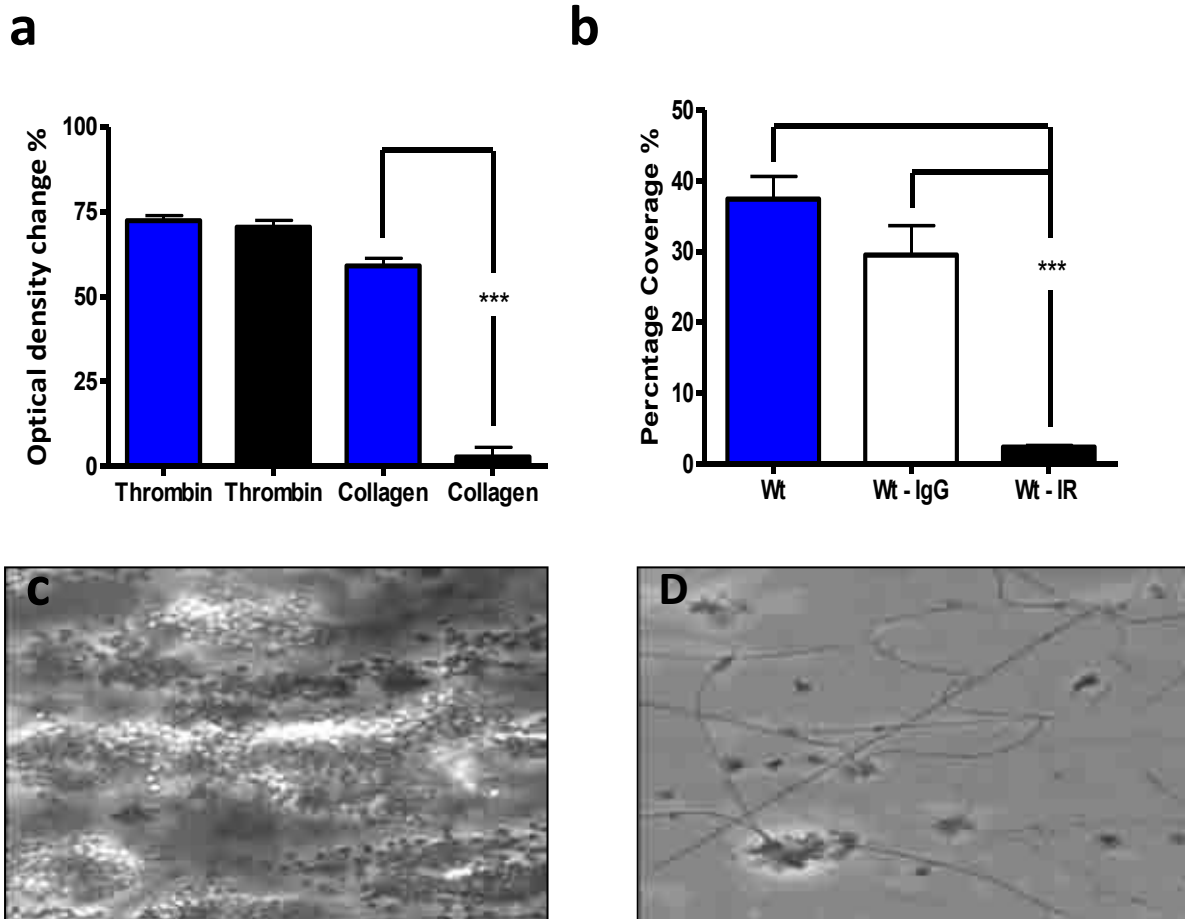 a
b
Optical density change %
100
75
50
25
0
***
Thrombin Thrombin Collagen Collagen
Percntage Coverage %
50
40
30
20
10
0
***
Wt Wt - IgG Wt - IR
C
D